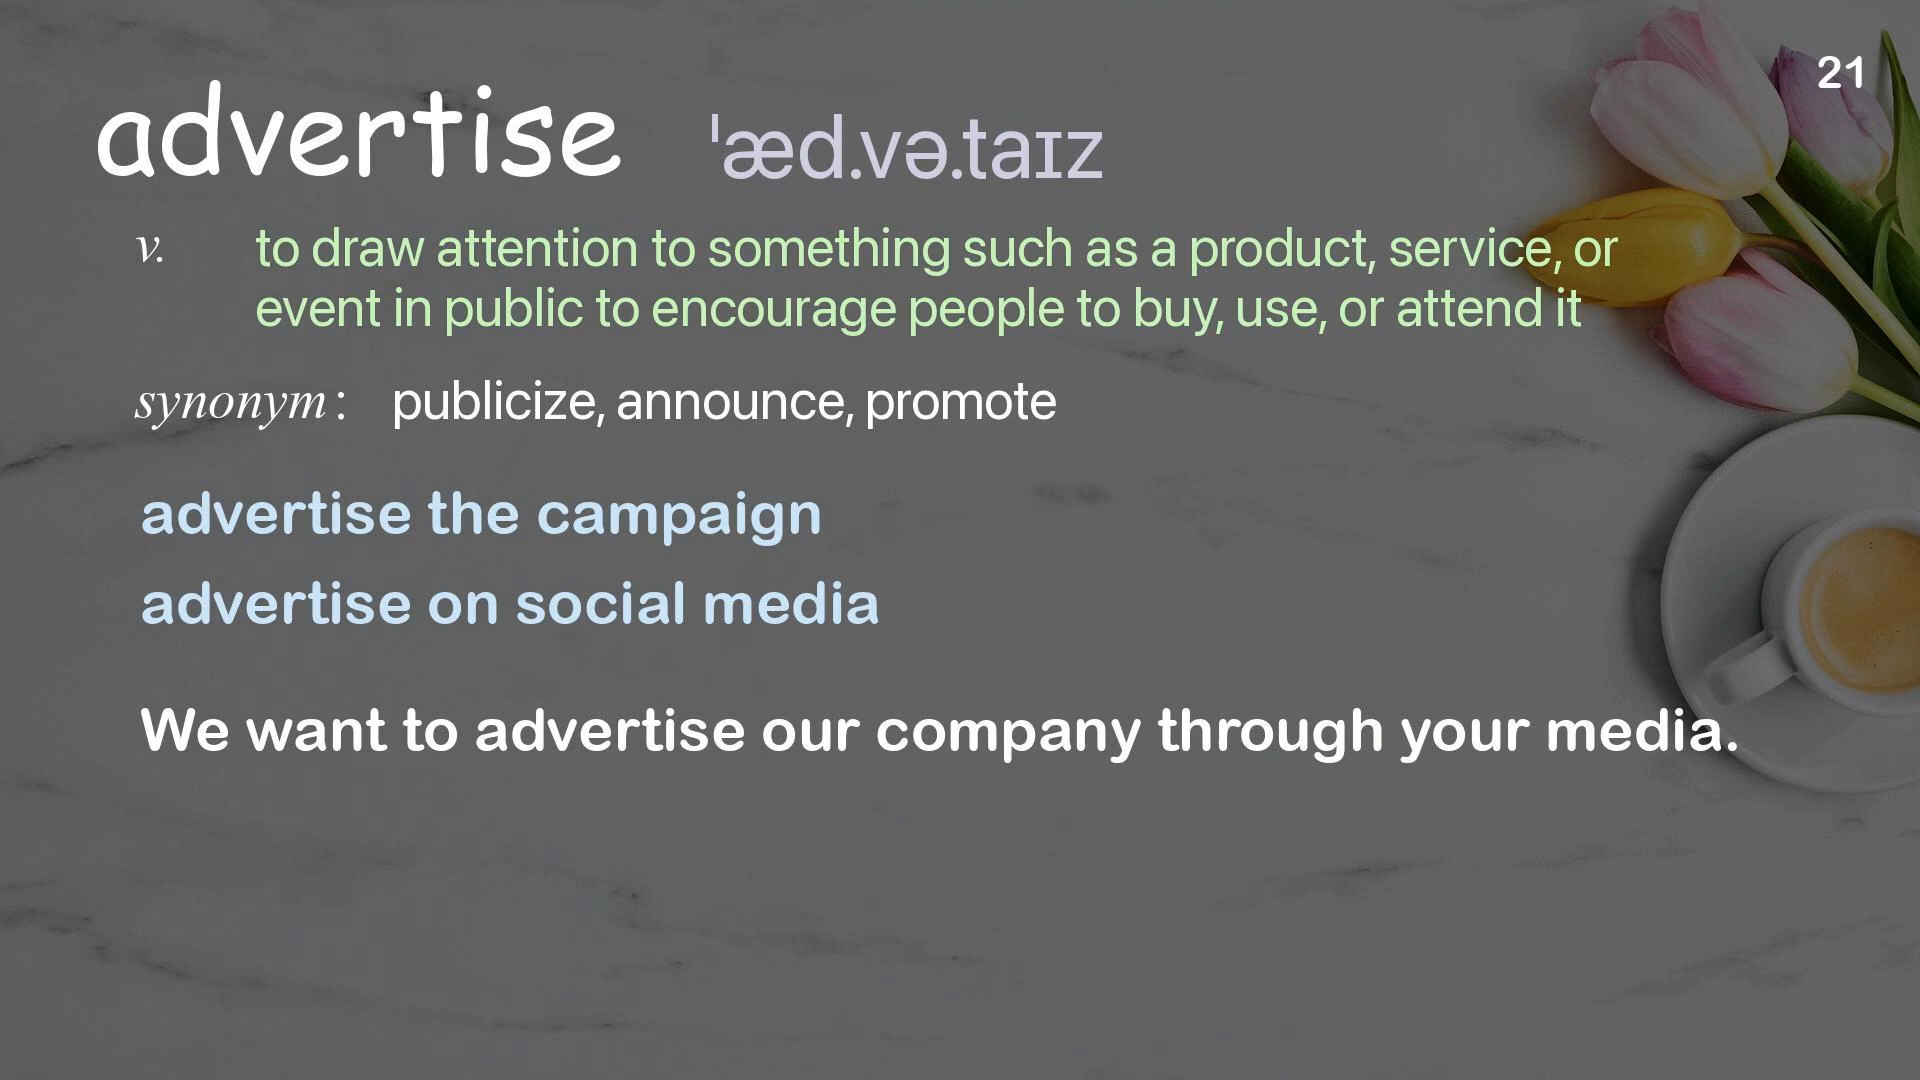 21
advertise ˈæd.və.taɪz
v. to draw attention to something such as a product, service, or
event in public to encourage people to buy, use, or attend it
synonym : publicize, announce, promote
advertise the campaign
advertise on social media
We want to advertise our company through your media.